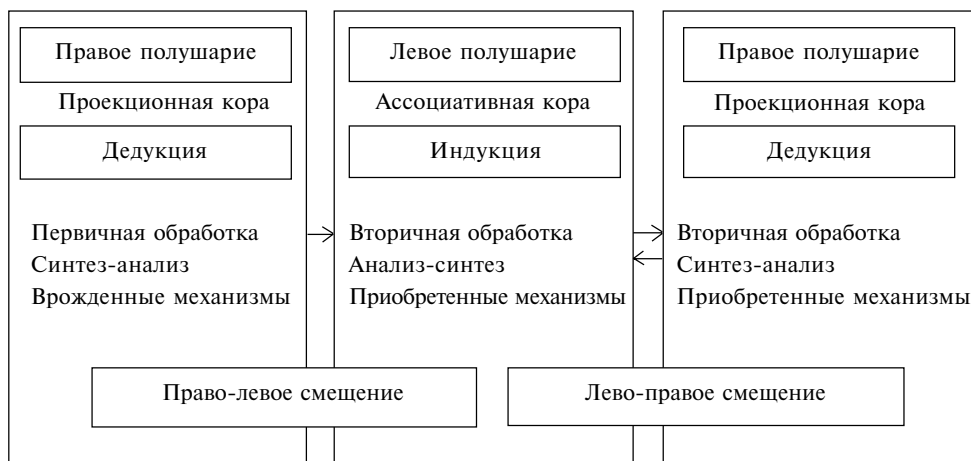 Правое полушарие
Проекционная кора
Дедукция
Первичная обработка
Синтез-анализ
Врожденные механизмы
Левое полушарие
Ассоциативная кора
Индукция
Вторичная обработка
Анализ-синтез
Приобретенные механизмы
Правое полушарие
Проекционная кора
Дедукция
Вторичная обработка
Синтез-анализ
Приобретенные механизмы
Право-левое смещение
Лево-правое смещение